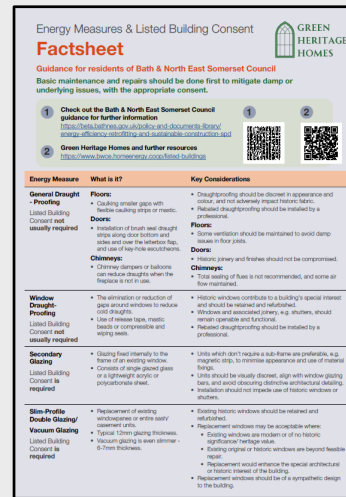 Energy Measures & Listed Building Consent
Factsheet
GREEN
HERITAGE
HOMES
Guidance for residents of Bath & North East Somerset Council
Basic maintenance and repairs should be done first to mitigate damp or
underlying issues, with the appropriate consent.
1 Check out the Bath & North East Somerset Council
guidance for further information
https://beta.bathnes.gov.uk/policy-and-documents-library/
energy-efficiency-retrofitting-and-sustainable-construction-spd
2 Green Heritage Homes and further resources
https://www.bwce.homeenergy.coop/listed-buildings
1 2
Energy Measure What is it? Key Considerations
General Draught
- Proofing
Listed Building
Consent not
usually required
Floors:
• Caulking smaller gaps with
flexible caulking strips or mastic.
Doors:
• Installation of brush seal draught
strips along door bottom and
sides and over the letterbox flap,
and use of key-hole escutcheons.
Chimneys:
• Chimney dampers or balloons
can reduce draughts when the
fireplace is not in use.
• Draughtproofing should be discreet in appearance and
colour, and not adversely impact historic fabric.
• Rebated draughtproofing should be installed by a
professional.
Floors:
• Some ventilation should be maintained to avoid damp
issues in floor joists.
Doors:
• Historic joinery and finishes should not be compromised.
Chimneys:
• Total sealing of flues is not recommended, and some air
flow maintained.
Window
Draught-
Proofing
Listed Building
Consent not
usually required
• The elimination or reduction of
gaps around windows to reduce
cold draughts.
• Use of release tape, mastic
beads or compressible and
wiping seals.
• Historic windows contribute to a building's special interest
and should be retained and refurbished.
• Windows and associated joinery, e.g. shutters, should
remain operable and functional.
• Rebated draughtproofing should be installed by a
professional.
Secondary
Glazing
Listed Building
Consent is
required
• Glazing fixed internally to the
frame of an existing window.
• Consists of single glazed glass
or a lightweight acrylic or
polycarbonate sheet.
• Units which don't require a sub-frame are preferable, e.g.
magnetic strip, to minimise appearance and use of material
fixings.
• Units should be visually discreet, align with window glazing
bars, and avoid obscuring distinctive architectural detailing.
• Installation should not impede use of historic windows or
shutters.
Slim-Profile
Double Glazing/
Vacuum Glazing
Listed Building
Consent is
required
• Replacement of existing
windowpanes or entire sash/
casement units.
• Typical 12mm glazing thickness.
• Vacuum glazing is even slimmer -
6-7mm thickness.
• Existing historic windows should be retained and
refurbished.
• Replacement windows may be acceptable where:
• Existing windows are modern or of no historic
significance/ heritage value.
• Existing original or historic windows are beyond feasible
repair.
• Replacement would enhance the special architectural
or historic interest of the building.
• Replacement windows should be of a sympathetic design
to the building.